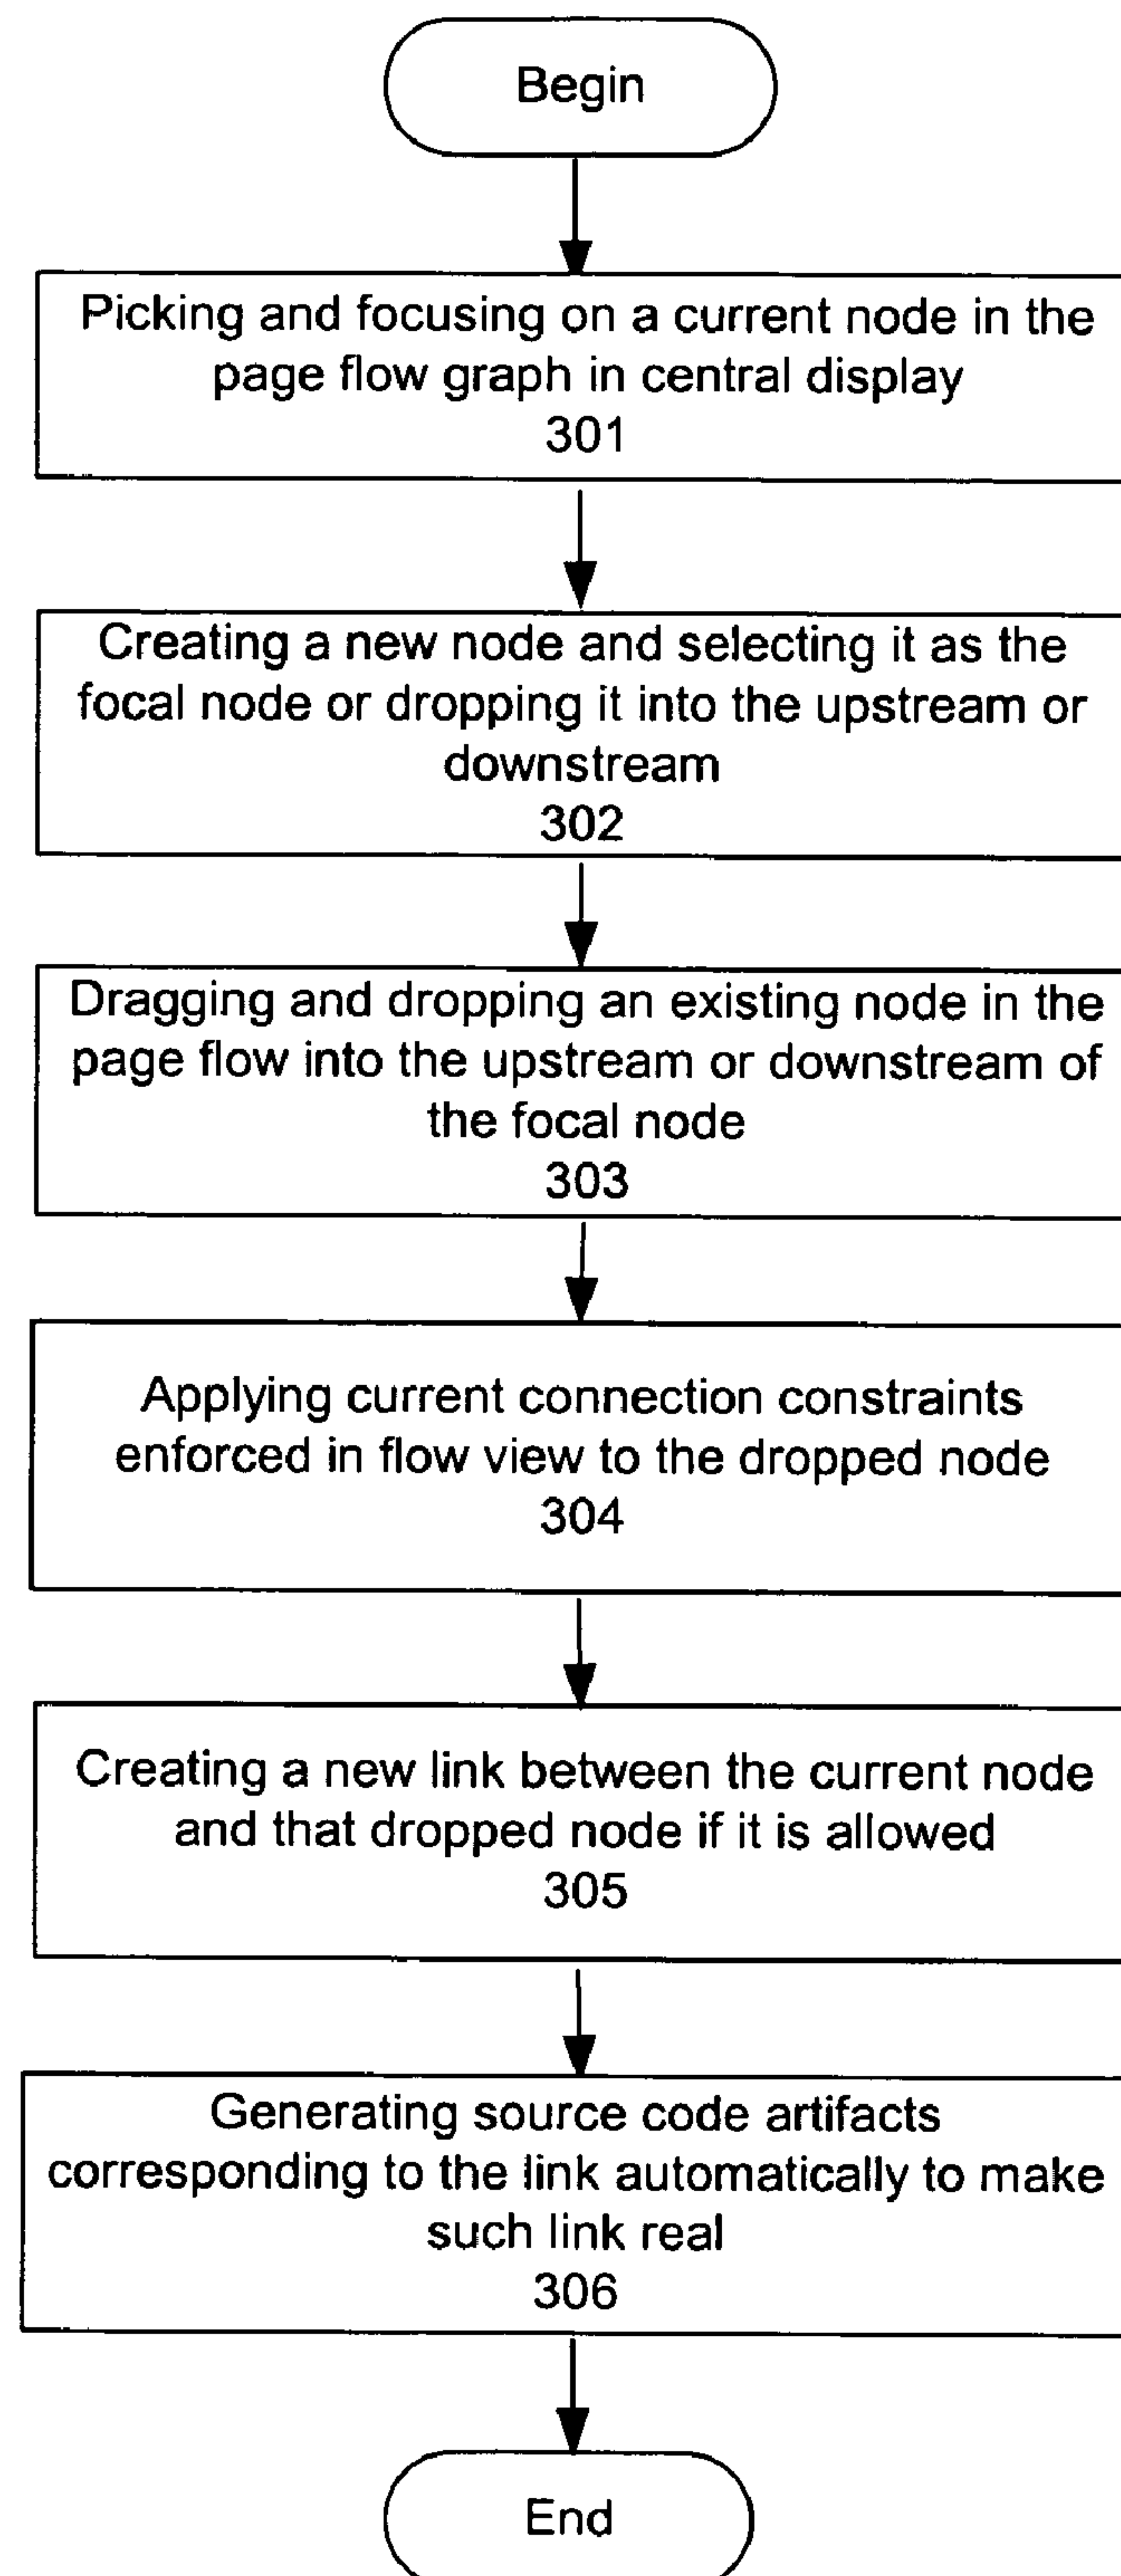 Begin
Picking and focusing on a current node in the
page flow graph in central display
301
Creating a new node and selecting it as the
focal node or dropping it into the upstream or
downstream
302
Dragging and dropping an existing node in the
page flow into the upstream or downstream of
the focal node
303
Applying current connection constraints
enforced in flow view to the dropped node
304
Creating a new link between the current node
and that dropped node if it is allowed
305
Generating source code artifacts
corresponding to the link automatically to make
such link real
306
End